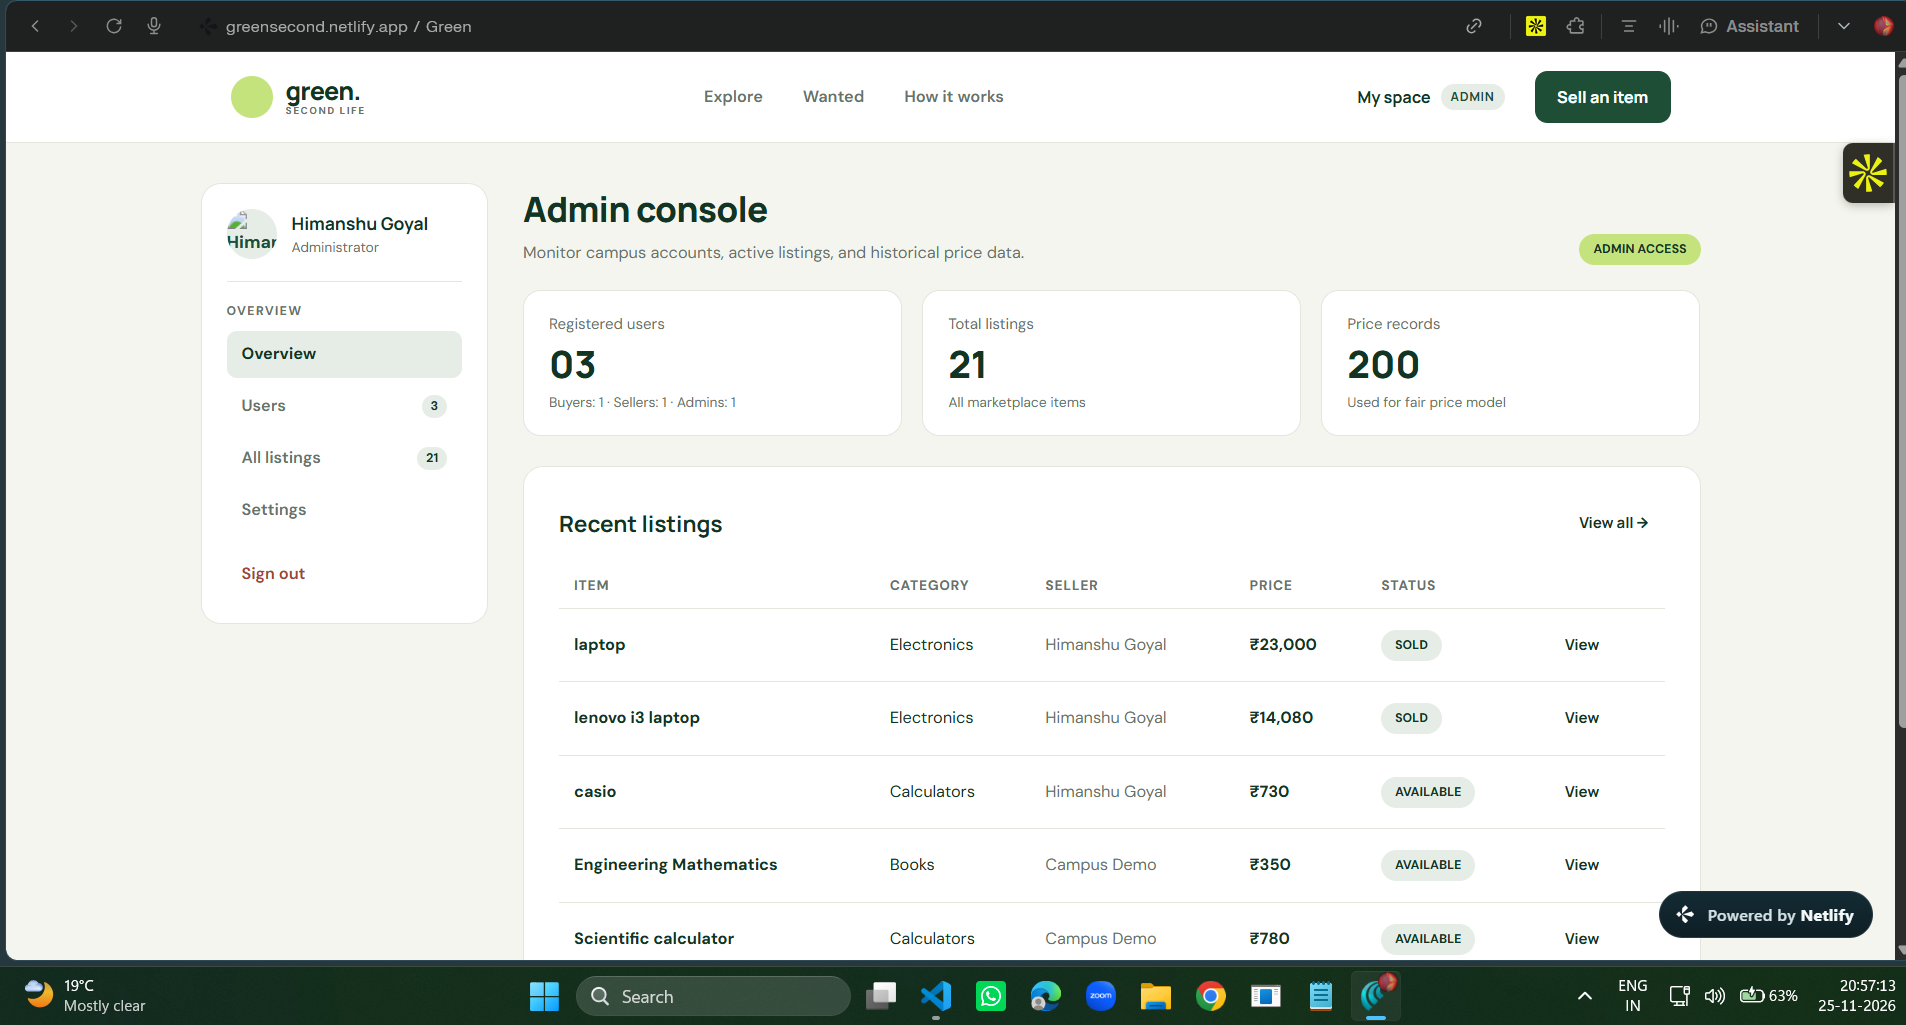 greensecond.netlify.app / Green
Assistant
green.
SECOND LIFE
Explore
Wanted
How it works
My space
ADMIN
Sell an item
Himar
Himanshu Goyal
Administrator
OVERVIEW
Overview
Users
3
All listings
21
Settings
Sign out
Admin console
Monitor campus accounts, active listings, and historical price data.
ADMIN ACCESS
Registered users
03
Buyers: 1 · Sellers: 1 · Admins: 1
Total listings
21
All marketplace items
Price records
200
Used for fair price model
Recent listings
View all →
ITEM CATEGORY SELLER PRICE STATUS
laptop Electronics Himanshu Goyal ₹23,000 SOLD View
lenovo i3 laptop Electronics Himanshu Goyal ₹14,080 SOLD View
casio Calculators Himanshu Goyal ₹730 AVAILABLE View
Engineering Mathematics Books Campus Demo ₹350 AVAILABLE View
Scientific calculator Calculators Campus Demo ₹780 AVAILABLE View
Powered by Netlify
19°C
Mostly clear
Search
zoom
ENG
IN
63%
20:57:13
25-11-2026